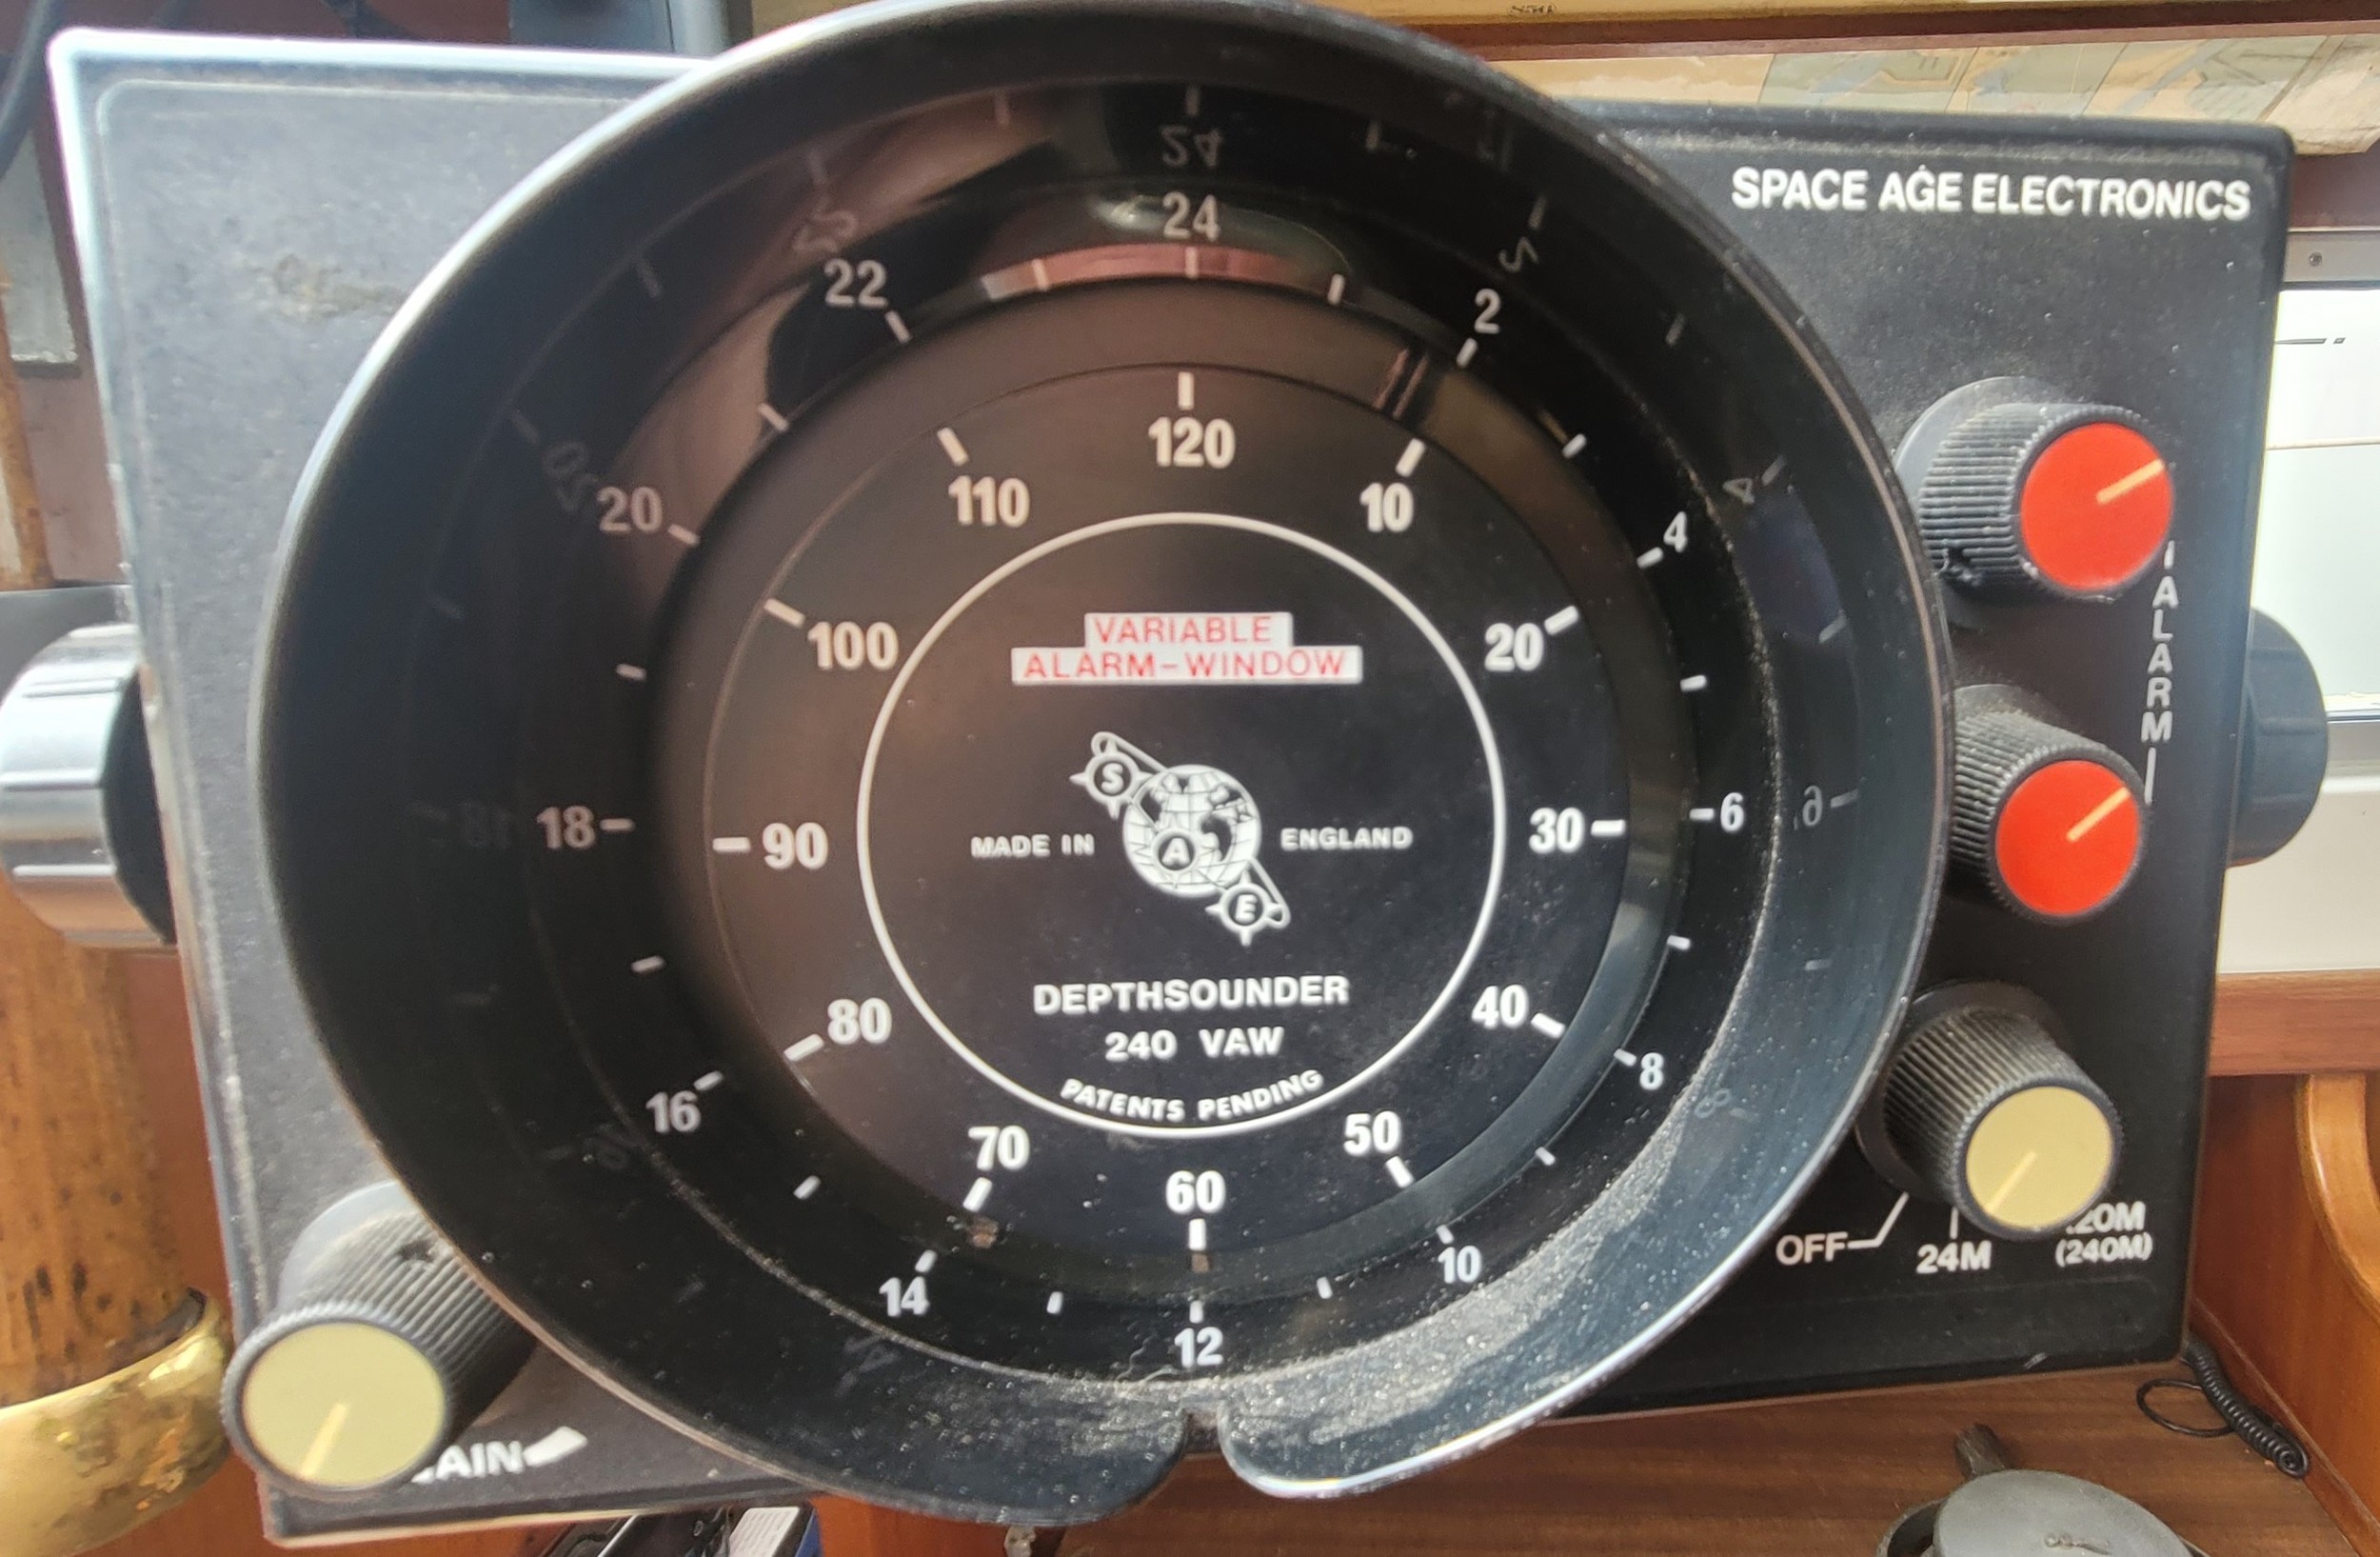 SPACE AGE ELECTRONICS
24
22
2
20
4
18
6
16
8
14
10
12
120
110
10
100
20
90
30
80
40
70
50
60
VARIABLE
ALARM-WINDOW
S
A
E
MADE IN ENGLAND
DEPTHSOUNDER
240 VAW
PATENTS PENDING
ALARM
OFF
24M
20M
(240M)
AIN